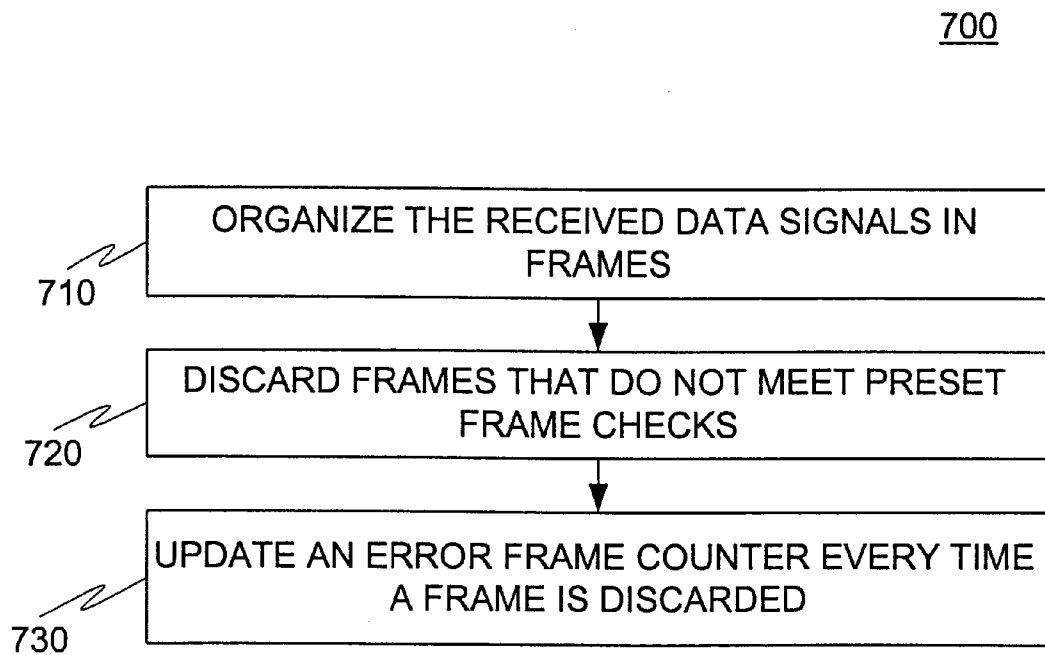 700
ORGANIZE THE RECEIVED DATA SIGNALS IN
FRAMES
710
DISCARD FRAMES THAT DO NOT MEET PRESET
FRAME CHECKS
720
UPDATE AN ERROR FRAME COUNTER EVERY TIME
A FRAME IS DISCARDED
730